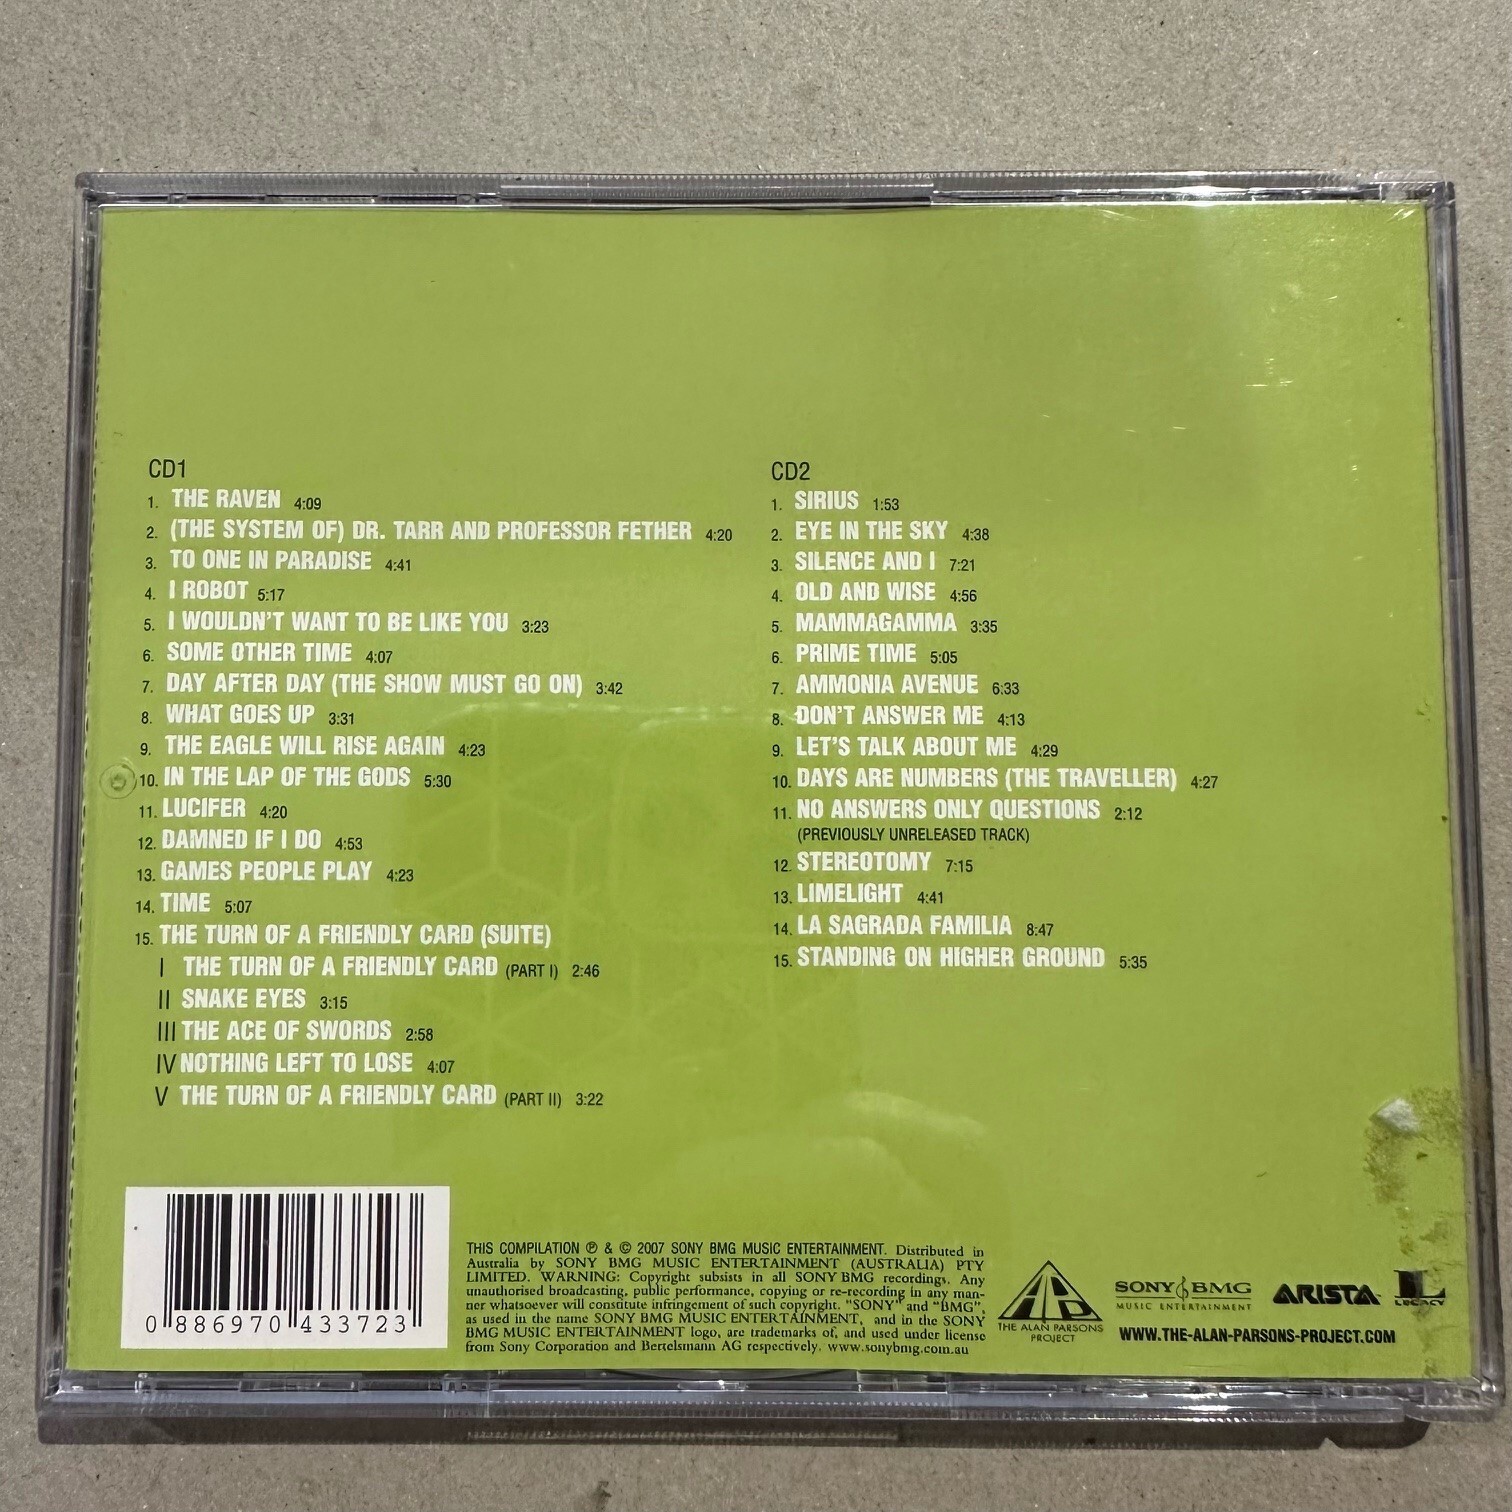 CD1
1. THE RAVEN 4:09
2. (THE SYSTEM OF) DR. TARR AND PROFESSOR FETHER 4:20
3. TO ONE IN PARADISE 4:41
4. I ROBOT 5:17
5. I WOULDN'T WANT TO BE LIKE YOU 3:23
6. SOME OTHER TIME 4:07
7. DAY AFTER DAY (THE SHOW MUST GO ON) 3:42
8. WHAT GOES UP 3:31
9. THE EAGLE WILL RISE AGAIN 4:23
10. IN THE LAP OF THE GODS 5:30
11. LUCIFER 4:20
12. DAMNED IF I DO 4:53
13. GAMES PEOPLE PLAY 4:23
14. TIME 5:07
15. THE TURN OF A FRIENDLY CARD (SUITE)
I THE TURN OF A FRIENDLY CARD (PART I) 2:46
II SNAKE EYES 3:15
III THE ACE OF SWORDS 2:58
IV NOTHING LEFT TO LOSE 4:07
V THE TURN OF A FRIENDLY CARD (PART II) 3:22
CD2
1. SIRIUS 1:53
2. EYE IN THE SKY 4:38
3. SILENCE AND I 7:21
4. OLD AND WISE 4:56
5. MAMMAGAMMA 3:35
6. PRIME TIME 5:05
7. AMMONIA AVENUE 6:33
8. DON'T ANSWER ME 4:13
9. LET'S TALK ABOUT ME 4:29
10. DAYS ARE NUMBERS (THE TRAVELLER) 4:27
11. NO ANSWERS ONLY QUESTIONS 2:12
(PREVIOUSLY UNRELEASED TRACK)
12. STEREOTOMY 7:15
13. LIMELIGHT 4:41
14. LA SAGRADA FAMILIA 8:47
15. STANDING ON HIGHER GROUND 5:35
0 886970 433723
THIS COMPILATION ℗ & © 2007 SONY BMG MUSIC ENTERTAINMENT. Distributed in
Australia by SONY BMG MUSIC ENTERTAINMENT (AUSTRALIA) PTY
LIMITED. WARNING: Copyright subsists in all SONY BMG recordings. Any
unauthorised broadcasting, public performance, copying or re-recording in any man-
ner whatsoever will constitute infringement of such copyright. "SONY" and "BMG",
as used in the name SONY BMG MUSIC ENTERTAINMENT, and in the SONY
BMG MUSIC ENTERTAINMENT logo, are trademarks of, and used under license
from Sony Corporation and Bertelsmann AG respectively. www.sonybmg.com.au
THE ALAN PARSONS
PROJECT
SONY BMG
MUSIC ENTERTAINMENT
ARISTA
L
LEGACY
WWW.THE-ALAN-PARSONS-PROJECT.COM